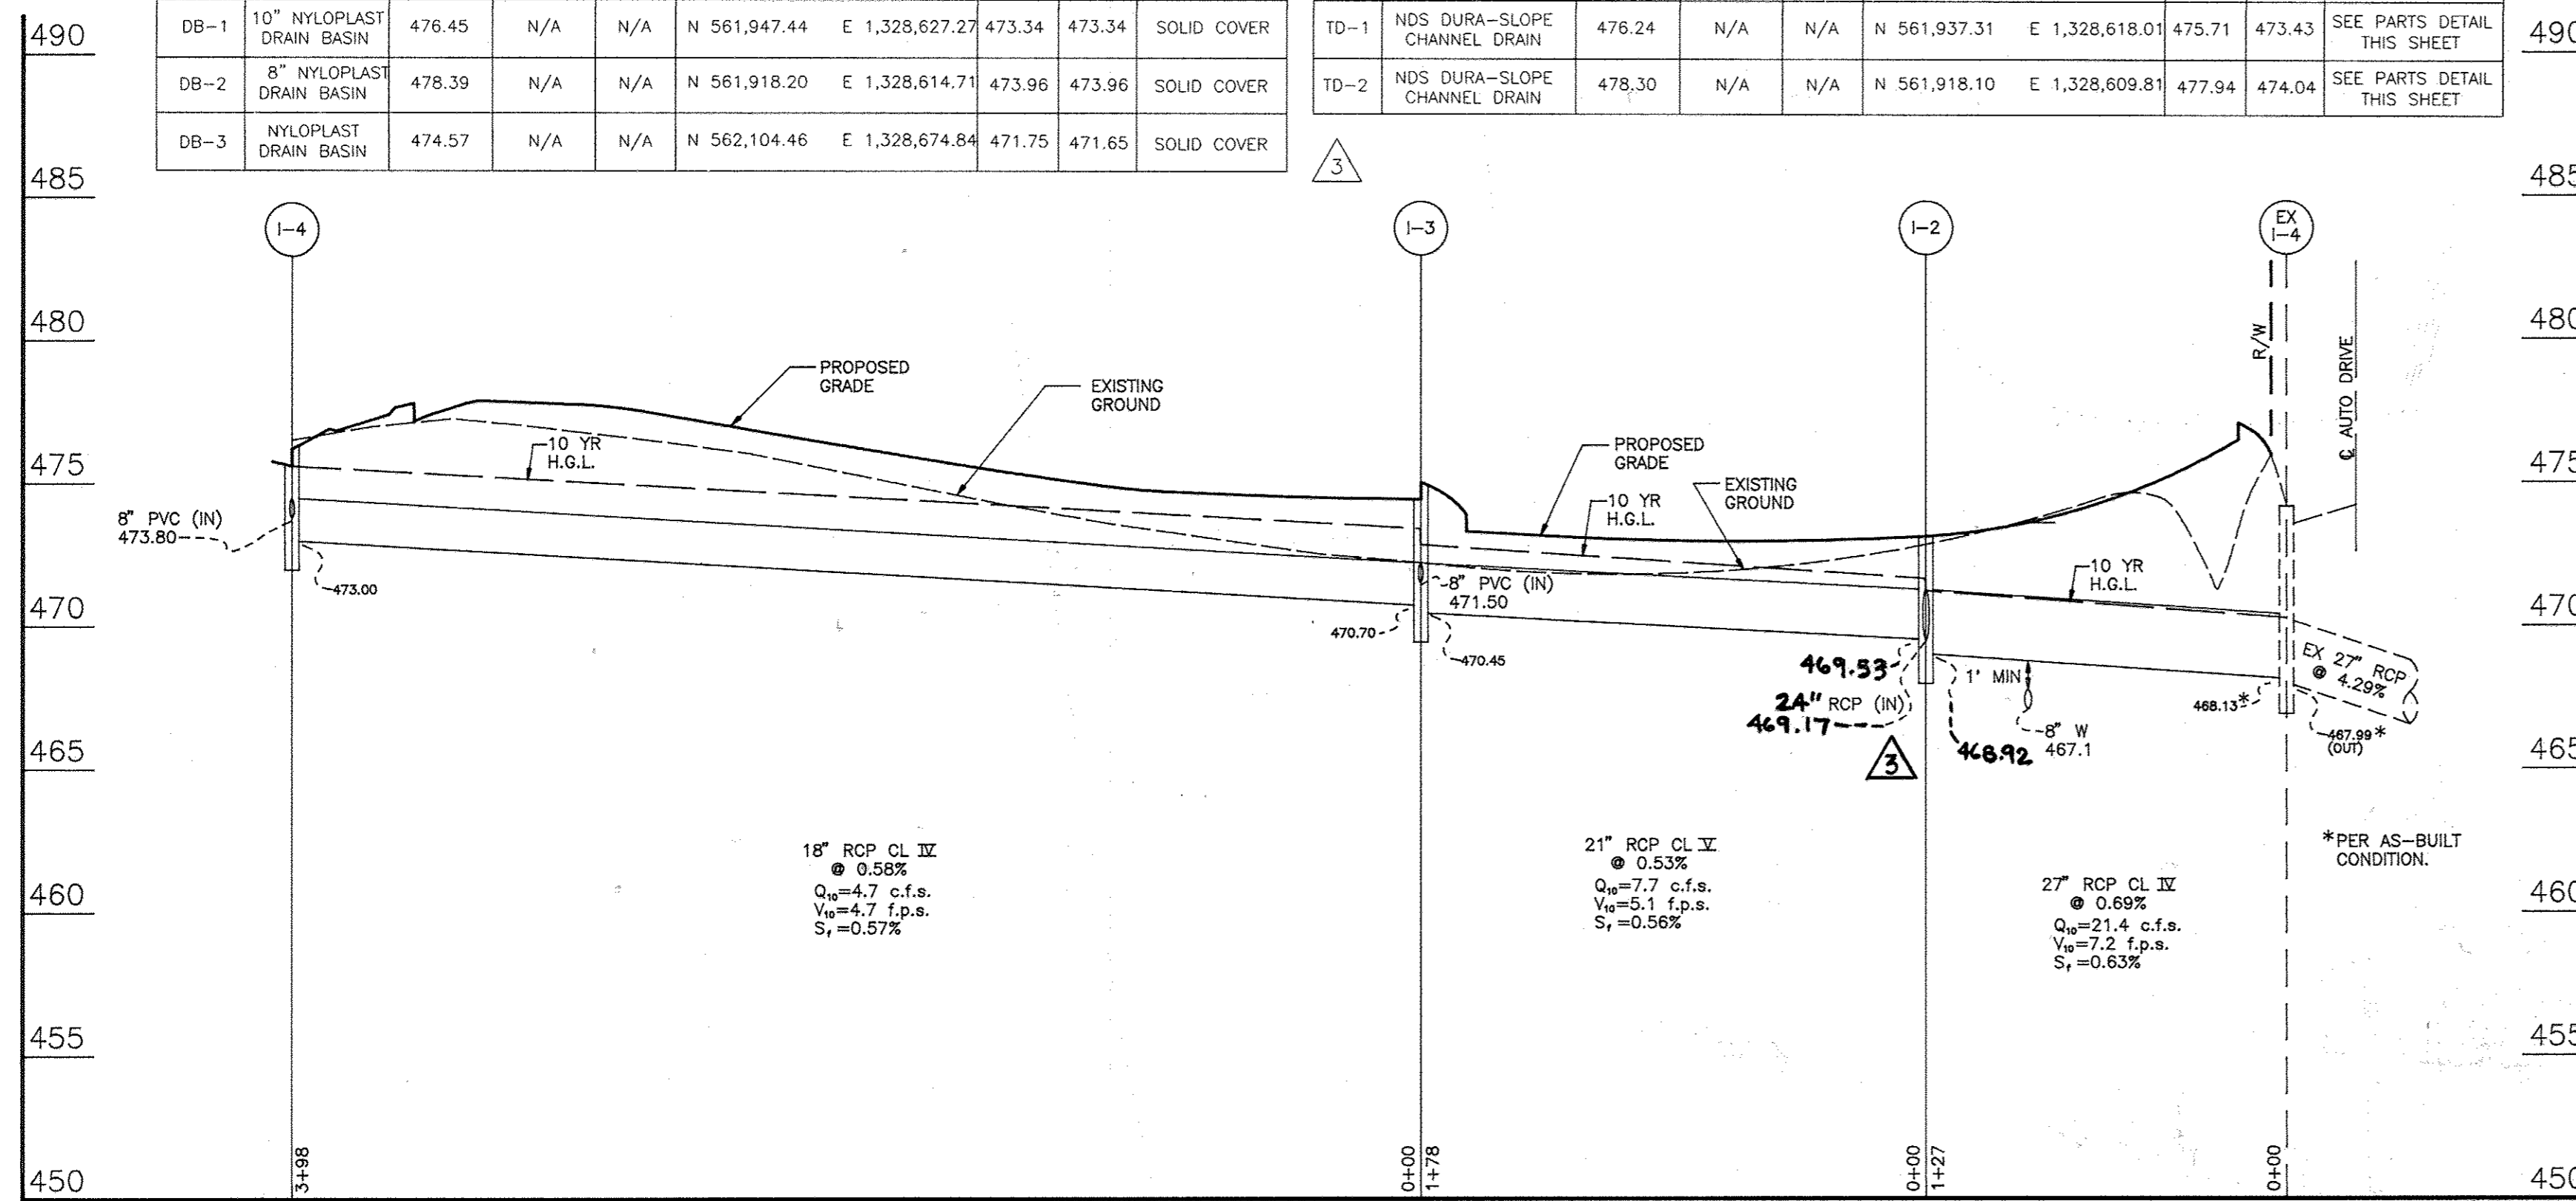 DB-1 10" NYLOPLAST DRAIN BASIN 476.45 N/A N/A N 561,947.44 E 1,328,627.27 473.34 473.34 SOLID COVER
DB-2 8" NYLOPLAST DRAIN BASIN 478.39 N/A N/A N 561,918.20 E 1,328,614.71 473.96 473.96 SOLID COVER
DB-3 NYLOPLAST DRAIN BASIN 474.57 N/A N/A N 562,104.46 E 1,328,674.84 471.75 471.65 SOLID COVER
TD-1 NDS DURA-SLOPE CHANNEL DRAIN 476.24 N/A N/A N 561,937.31 E 1,328,618.01 475.71 473.43 SEE PARTS DETAIL THIS SHEET
TD-2 NDS DURA-SLOPE CHANNEL DRAIN 478.30 N/A N/A N 561,918.10 E 1,328,609.81 477.94 474.04 SEE PARTS DETAIL THIS SHEET
3
490
485
480
475
470
465
460
455
450
490
485
480
475
470
465
460
455
450
I-4
I-3
I-2
EX
I-4
R/W
℄ AUTO DRIVE
PROPOSED
GRADE
EXISTING
GROUND
10 YR
H.G.L.
8" PVC (IN)
473.80
473.00
PROPOSED
GRADE
EXISTING
GROUND
10 YR
H.G.L.
8" PVC (IN)
471.50
470.70
470.45
10 YR
H.G.L.
469.53
24" RCP (IN)
469.17
3
468.92
1' MIN
8" W
467.1
468.13*
467.99*
(OUT)
EX 27" RCP
@ 4.29%
*PER AS-BUILT
CONDITION.
18" RCP CL IV
@ 0.58%
Q10=4.7 c.f.s.
V10=4.7 f.p.s.
Sf=0.57%
21" RCP CL V
@ 0.53%
Q10=7.7 c.f.s.
V10=5.1 f.p.s.
Sf=0.56%
27" RCP CL IV
@ 0.69%
Q10=21.4 c.f.s.
V10=7.2 f.p.s.
Sf=0.63%
3+98
0+00
1+78
0+00
1+27
0+00